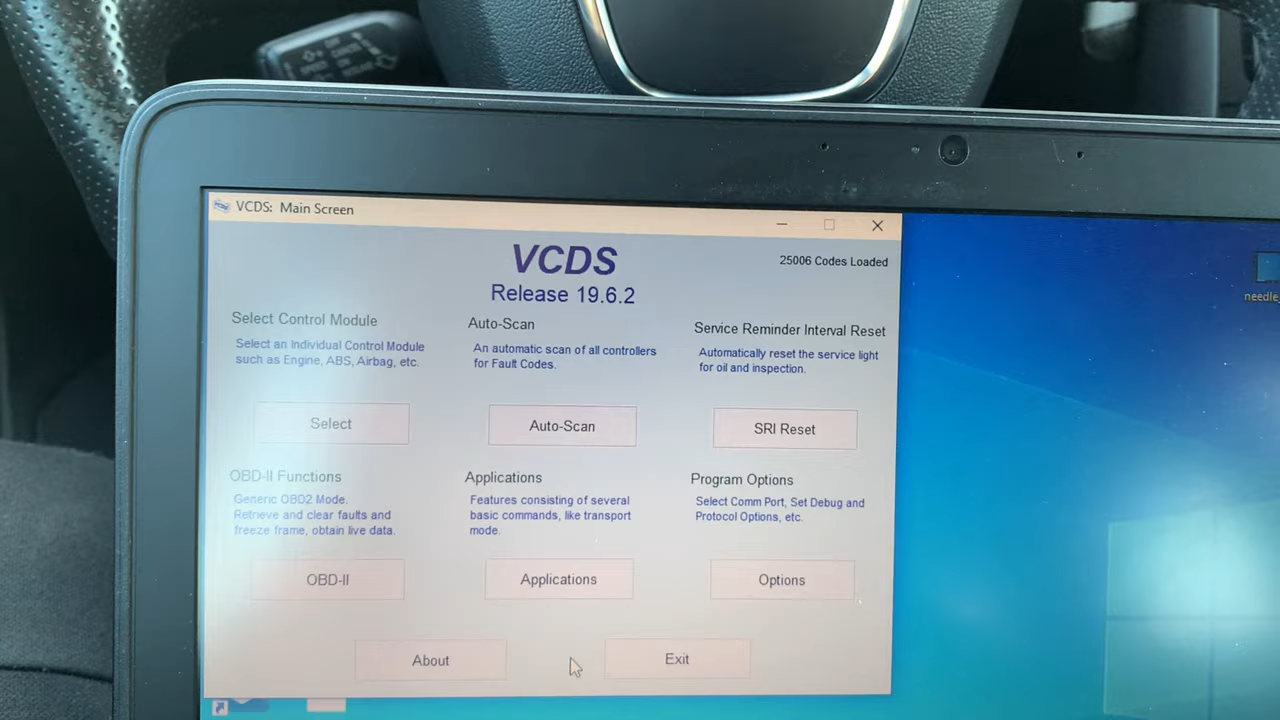 VCDS: Main Screen
VCDS
Release 19.6.2
25006 Codes Loaded
Select Control Module
Select an Individual Control Module
such as Engine, ABS, Airbag, etc.
Select
Auto-Scan
An automatic scan of all controllers
for Fault Codes.
Auto-Scan
Service Reminder Interval Reset
Automatically reset the service light
for oil and inspection.
SRI Reset
OBD-II Functions
Generic OBD2 Mode.
Retrieve and clear faults and
freeze frame, obtain live data.
OBD-II
Applications
Features consisting of several
basic commands, like transport
mode.
Applications
Program Options
Select Comm Port, Set Debug and
Protocol Options, etc.
Options
About
Exit